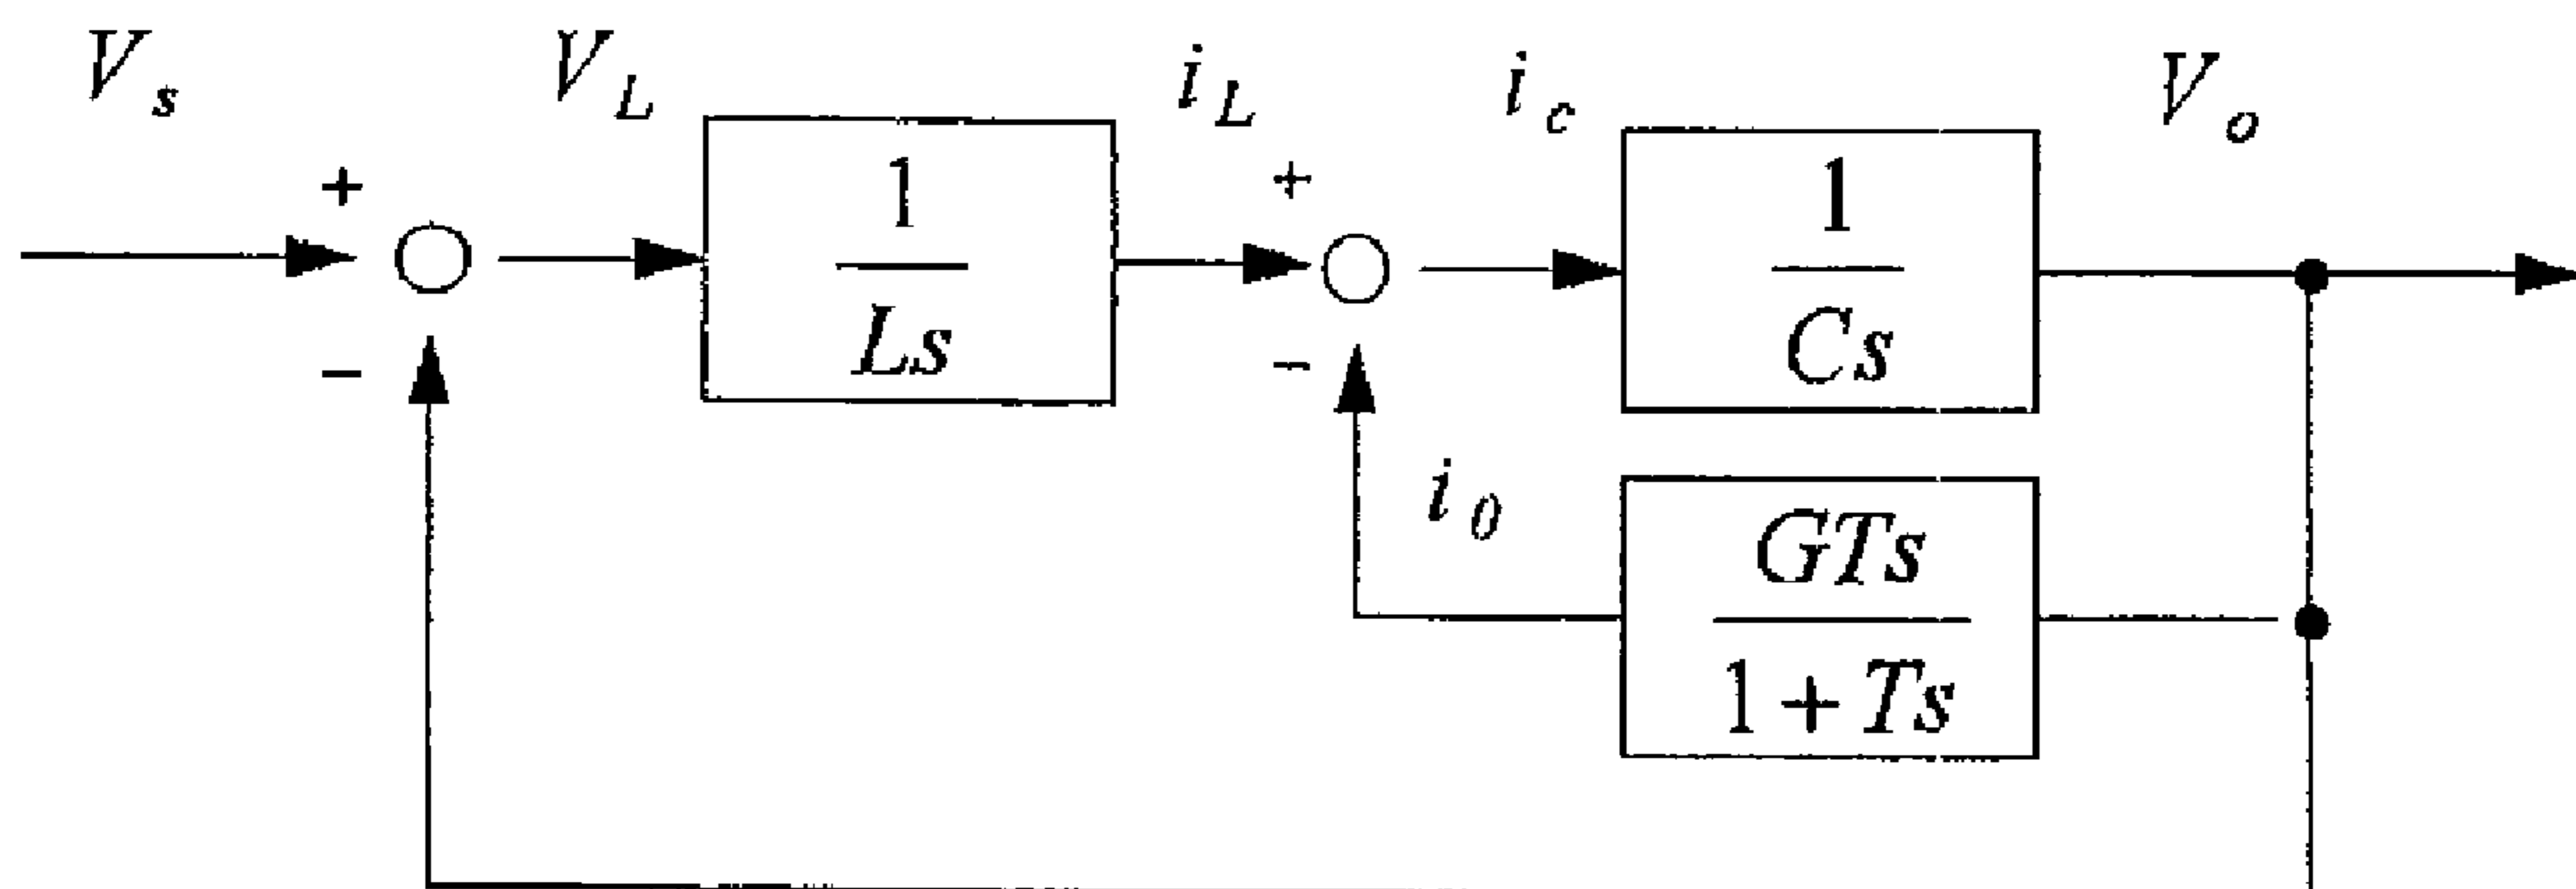 V_s V_L i_L i_c V_o
+ +
1/Ls 1/Cs
− −
i_0 GTs/(1+Ts)